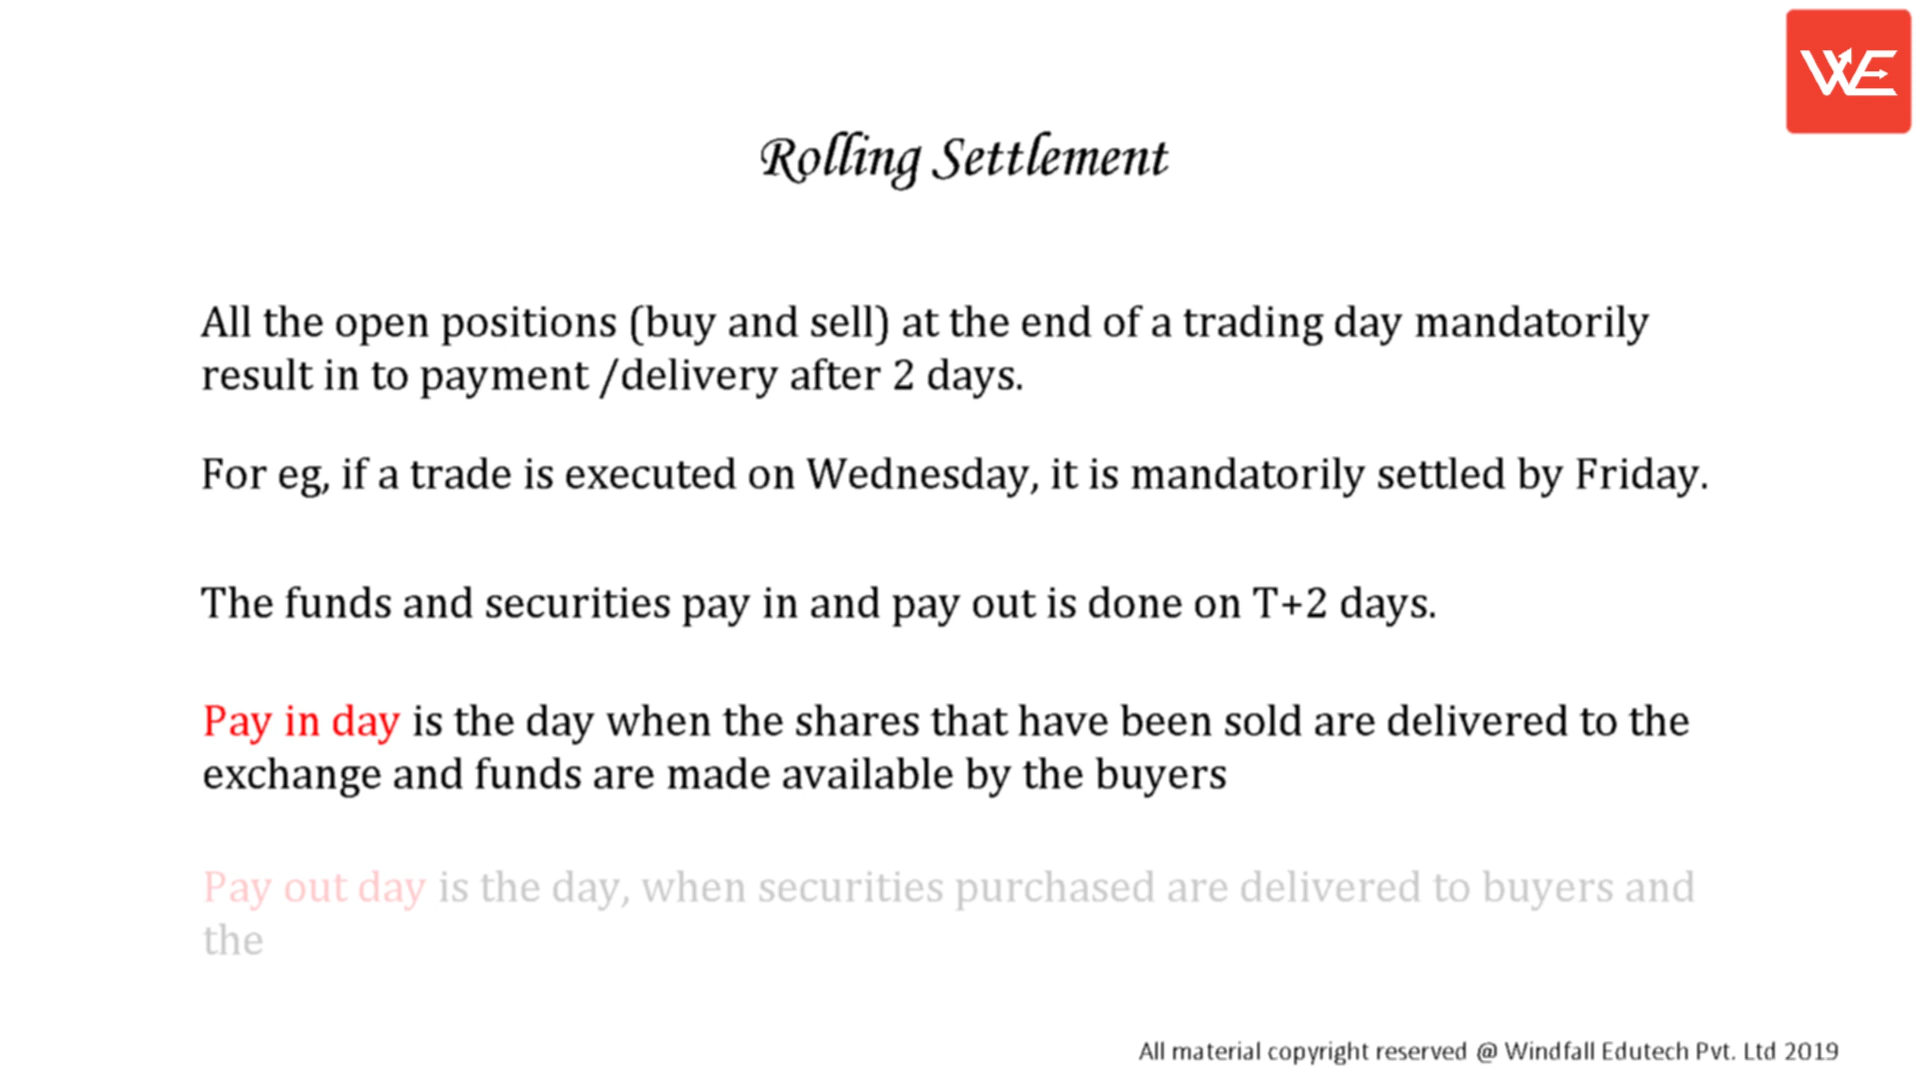 WE
Rolling Settlement
All the open positions (buy and sell) at the end of a trading day mandatorily
result in to payment /delivery after 2 days.
For eg, if a trade is executed on Wednesday, it is mandatorily settled by Friday.
The funds and securities pay in and pay out is done on T+2 days.
Pay in day is the day when the shares that have been sold are delivered to the
exchange and funds are made available by the buyers
Pay out day is the day, when securities purchased are delivered to buyers and
the
All material copyright reserved @ Windfall Edutech Pvt. Ltd 2019